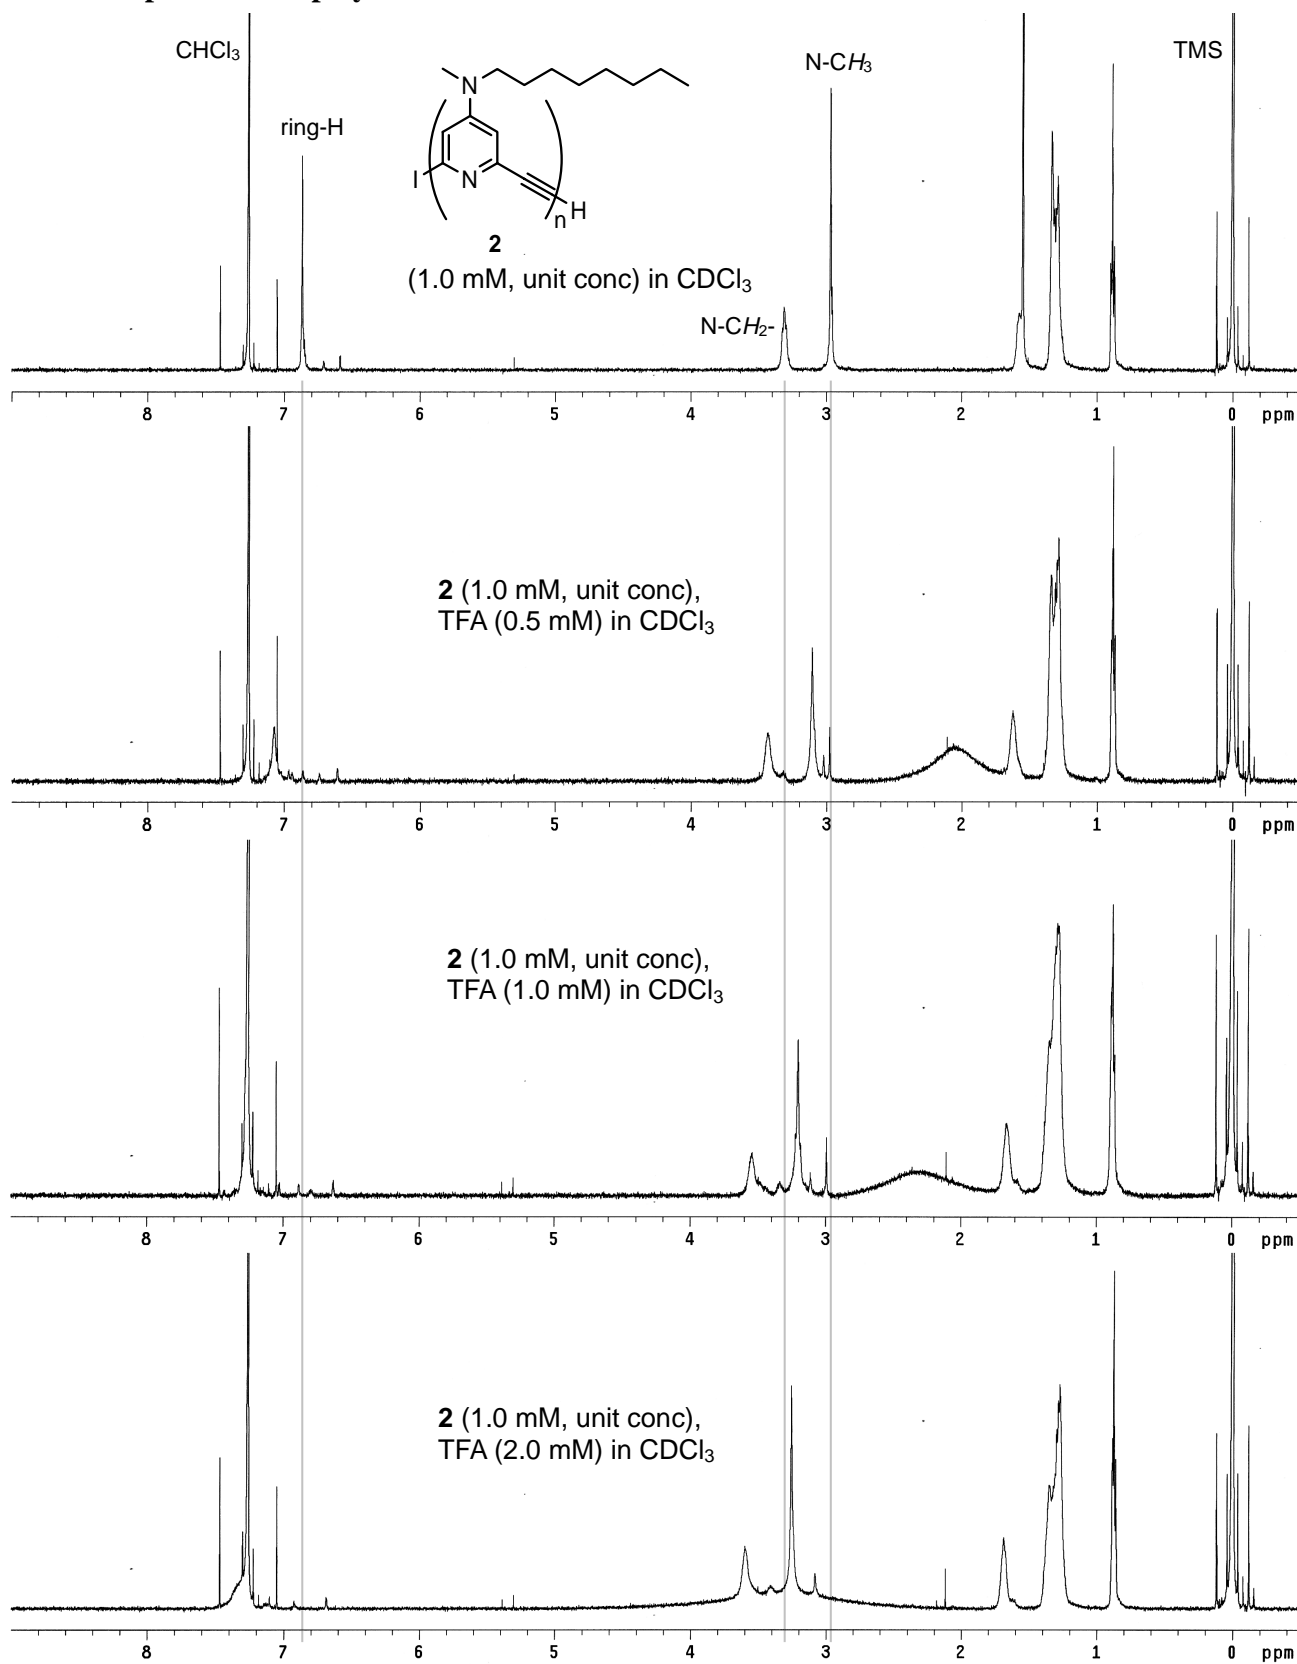 CHCl3
TMS
N-CH3
ring-H
N
I
N
n
H
2
(1.0 mM, unit conc) in CDCl3
N-CH2-
8 7 6 5 4 3 2 1 0 ppm
2 (1.0 mM, unit conc),
TFA (0.5 mM) in CDCl3
8 7 6 5 4 3 2 1 0 ppm
2 (1.0 mM, unit conc),
TFA (1.0 mM) in CDCl3
8 7 6 5 4 3 2 1 0 ppm
2 (1.0 mM, unit conc),
TFA (2.0 mM) in CDCl3
8 7 6 5 4 3 2 1 0 ppm